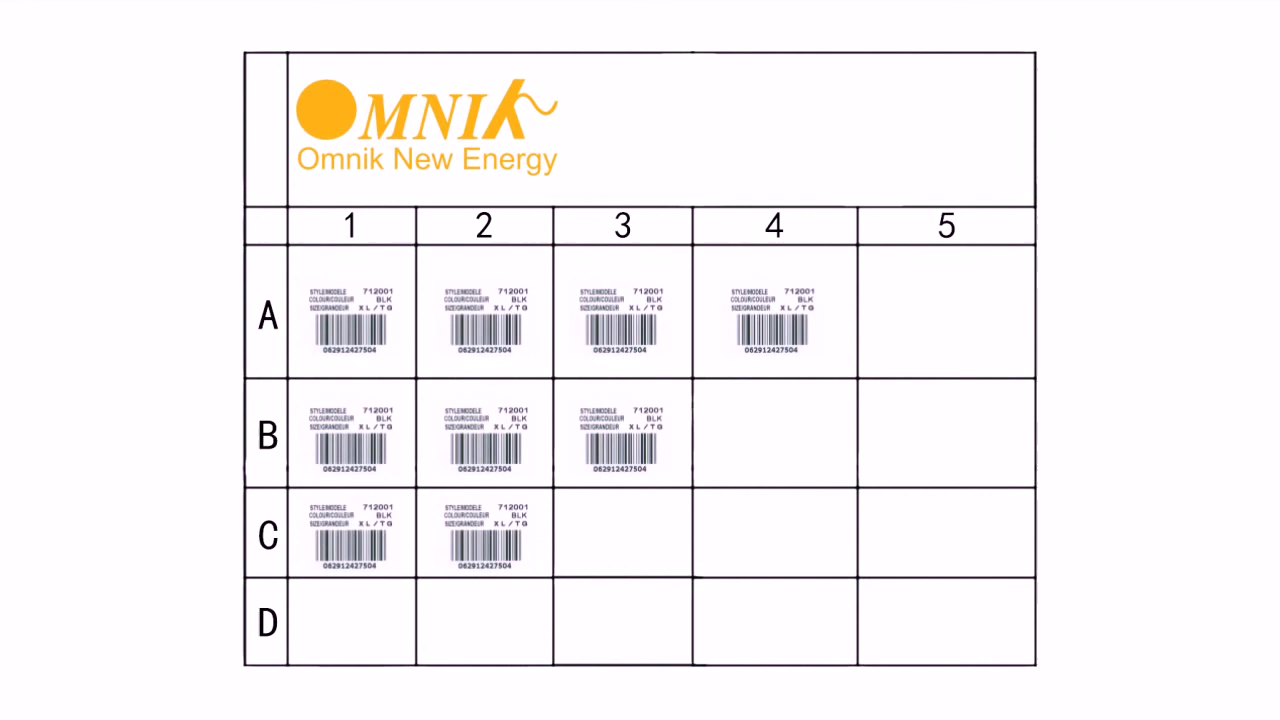 OMNIK
Omnik New Energy
1 2 3 4 5
A
STYLE/MODELE 712001
COLOUR/COULEUR BLK
SIZE/GRANDEUR XL/TG
062912427504
STYLE/MODELE 712001
COLOUR/COULEUR BLK
SIZE/GRANDEUR XL/TG
062912427504
STYLE/MODELE 712001
COLOUR/COULEUR BLK
SIZE/GRANDEUR XL/TG
062912427504
STYLE/MODELE 712001
COLOUR/COULEUR BLK
SIZE/GRANDEUR XL/TG
062912427504
B
STYLE/MODELE 712001
COLOUR/COULEUR BLK
SIZE/GRANDEUR XL/TG
062912427504
STYLE/MODELE 712001
COLOUR/COULEUR BLK
SIZE/GRANDEUR XL/TG
062912427504
STYLE/MODELE 712001
COLOUR/COULEUR BLK
SIZE/GRANDEUR XL/TG
062912427504
C
STYLE/MODELE 712001
COLOUR/COULEUR BLK
SIZE/GRANDEUR XL/TG
062912427504
STYLE/MODELE 712001
COLOUR/COULEUR BLK
SIZE/GRANDEUR XL/TG
062912427504
D